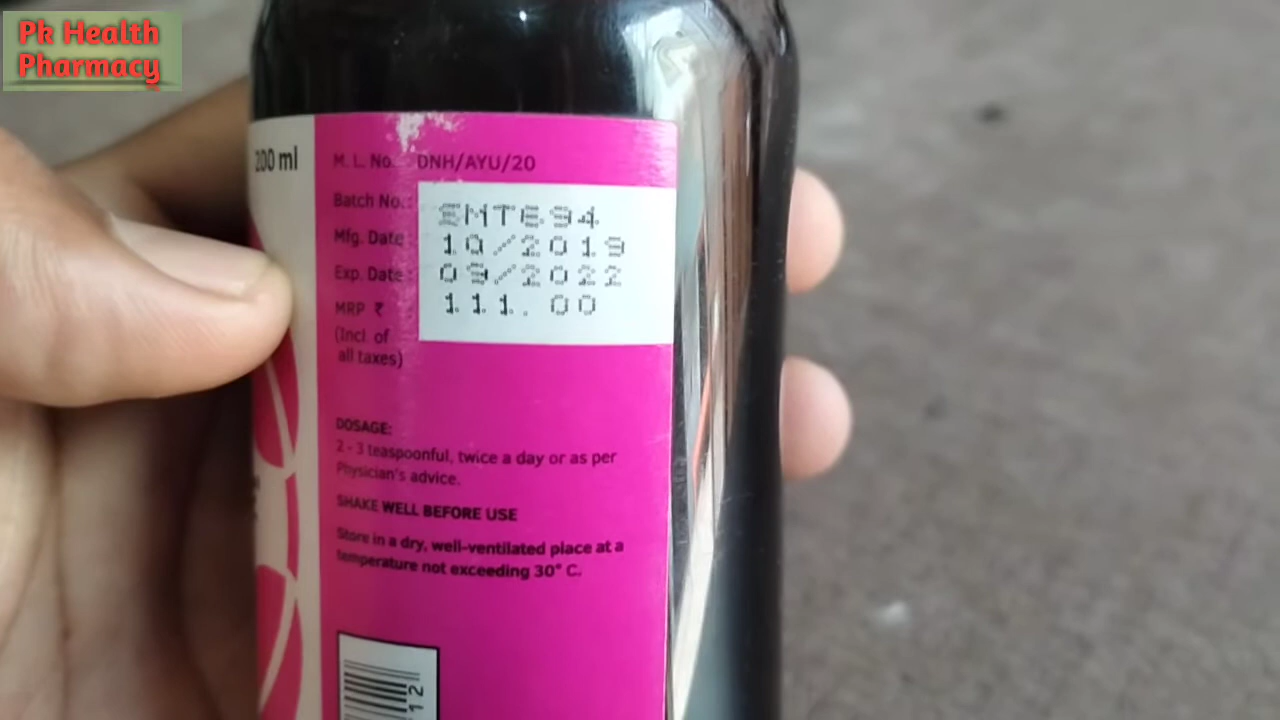 Pk Health
Pharmacy
200 ml
M. L. No. : DNH/AYU/20
Batch No. : EMTE94
Mfg. Date : 10/2019
Exp. Date : 09/2022
MRP ₹ 111.00
(Incl. of
all taxes)
DOSAGE:
2 - 3 teaspoonful, twice a day or as per
Physician's advice.
SHAKE WELL BEFORE USE
Store in a dry, well-ventilated place at a
temperature not exceeding 30° C.
12